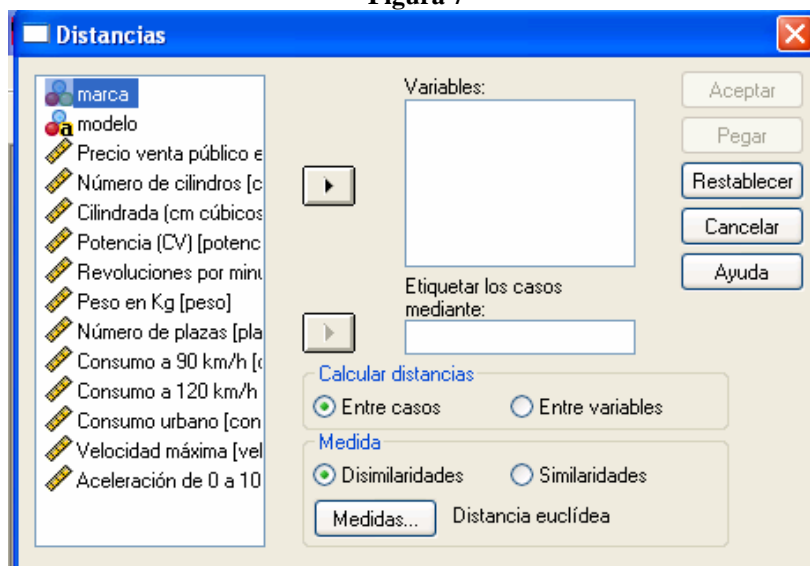 Figura 7
Distancias
marca
modelo
Precio venta público e
Número de cilindros [c
Cilindrada (cm cúbicos
Potencia (CV) [potenc
Revoluciones por minu
Peso en Kg [peso]
Número de plazas [pla
Consumo a 90 km/h [c
Consumo a 120 km/h
Consumo urbano [con
Velocidad máxima [vel
Aceleración de 0 a 10
Variables:
Etiquetar los casos
mediante:
Calcular distancias
Entre casos Entre variables
Medida
Disimilaridades Similaridades
Medidas... Distancia euclídea
Aceptar
Pegar
Restablecer
Cancelar
Ayuda